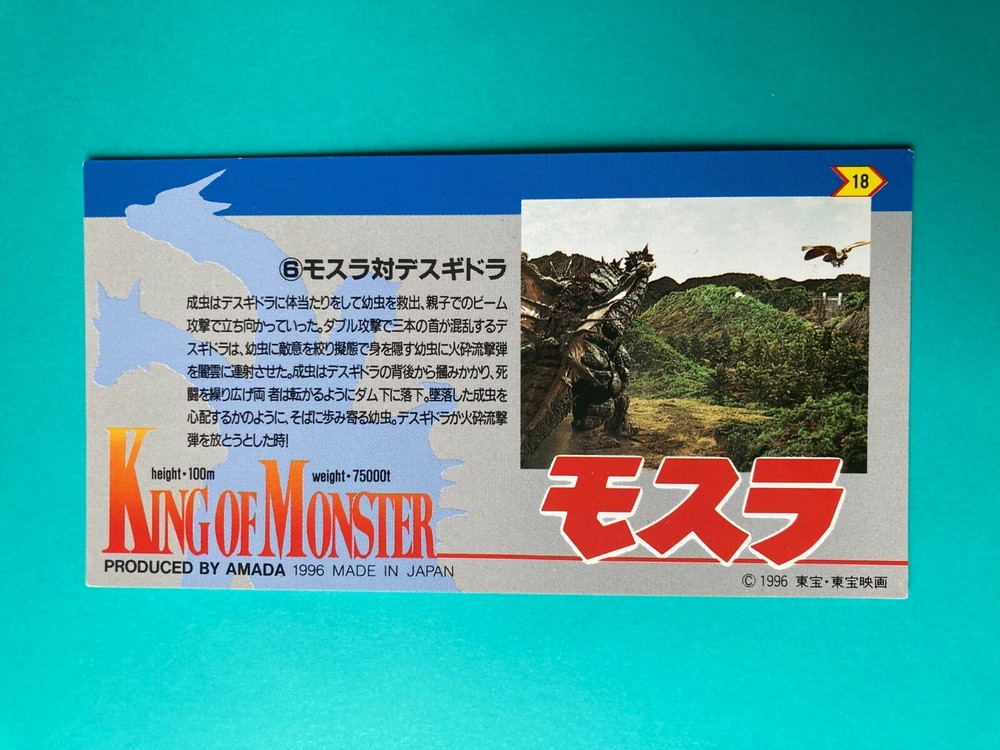 18
⑥モスラ対デスギドラ
成虫はデスギドラに体当たりをして幼虫を救出、親子でのビーム
攻撃で立ち向かっていった。ダブル攻撃で三本の首が混乱するデ
スギドラは、幼虫に敵意を絞り擬態で身を隠す幼虫に火砕流撃弾
を闇雲に連射させた。成虫はデスギドラの背後から掴みかかり、死
闘を繰り広げ両者は転がるようにダム下に落下。墜落した成虫を
心配するかのように、そばに歩み寄る幼虫。デスギドラが火砕流撃
弾を放とうとした時!
height・100m weight・75000t
KING OF MONSTER
モスラ
PRODUCED BY AMADA 1996 MADE IN JAPAN
© 1996 東宝・東宝映画